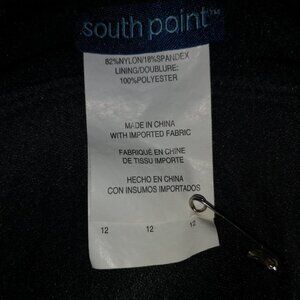 south point™
82%NYLON/18%SPANDEX
LINING/DOUBLURE:
100%POLYESTER
MADE IN CHINA
WITH IMPORTED FABRIC
FABRIQUÉ EN CHINE
DE TISSU IMPORTE
HECHO EN CHINA
CON INSUMOS IMPORTADOS
12 12 12